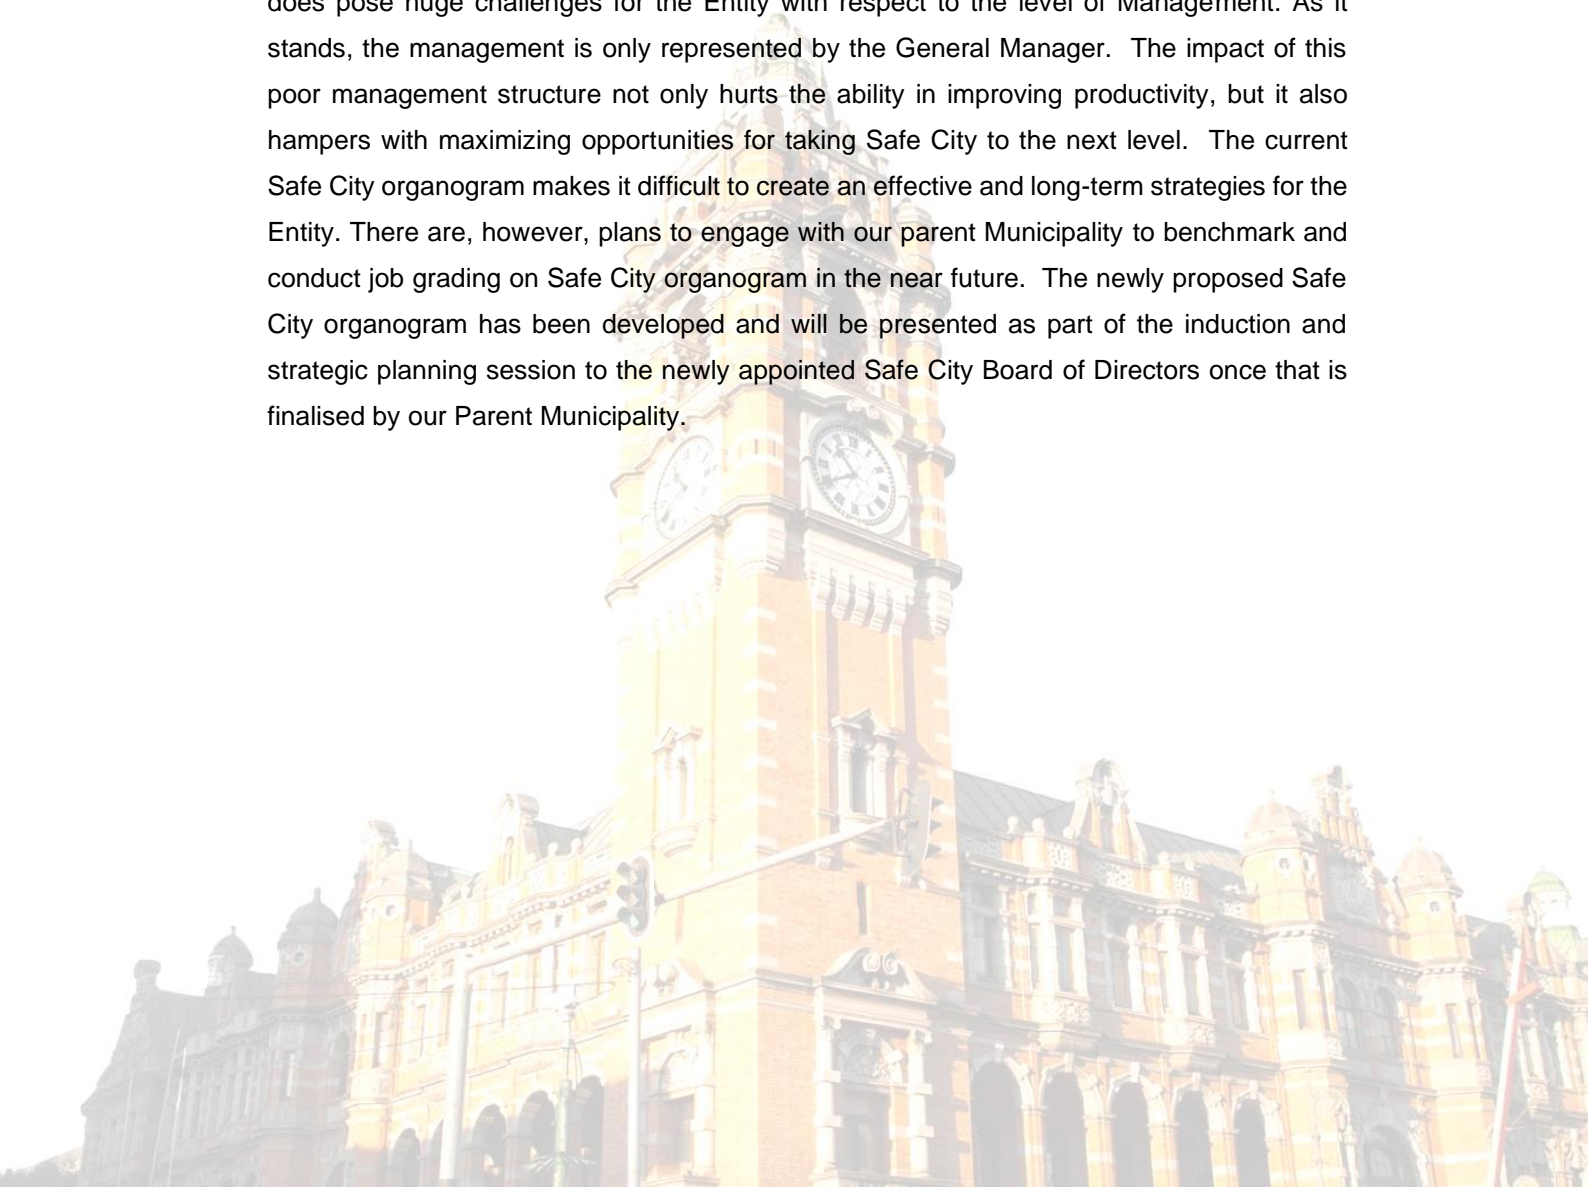 does pose huge challenges for the Entity with respect to the level of Management. As it
stands, the management is only represented by the General Manager.  The impact of this
poor management structure not only hurts the ability in improving productivity, but it also
hampers with maximizing opportunities for taking Safe City to the next level.  The current
Safe City organogram makes it difficult to create an effective and long-term strategies for the
Entity. There are, however, plans to engage with our parent Municipality to benchmark and
conduct job grading on Safe City organogram in the near future.  The newly proposed Safe
City organogram has been developed and will be presented as part of the induction and
strategic planning session to the newly appointed Safe City Board of Directors once that is
finalised by our Parent Municipality.